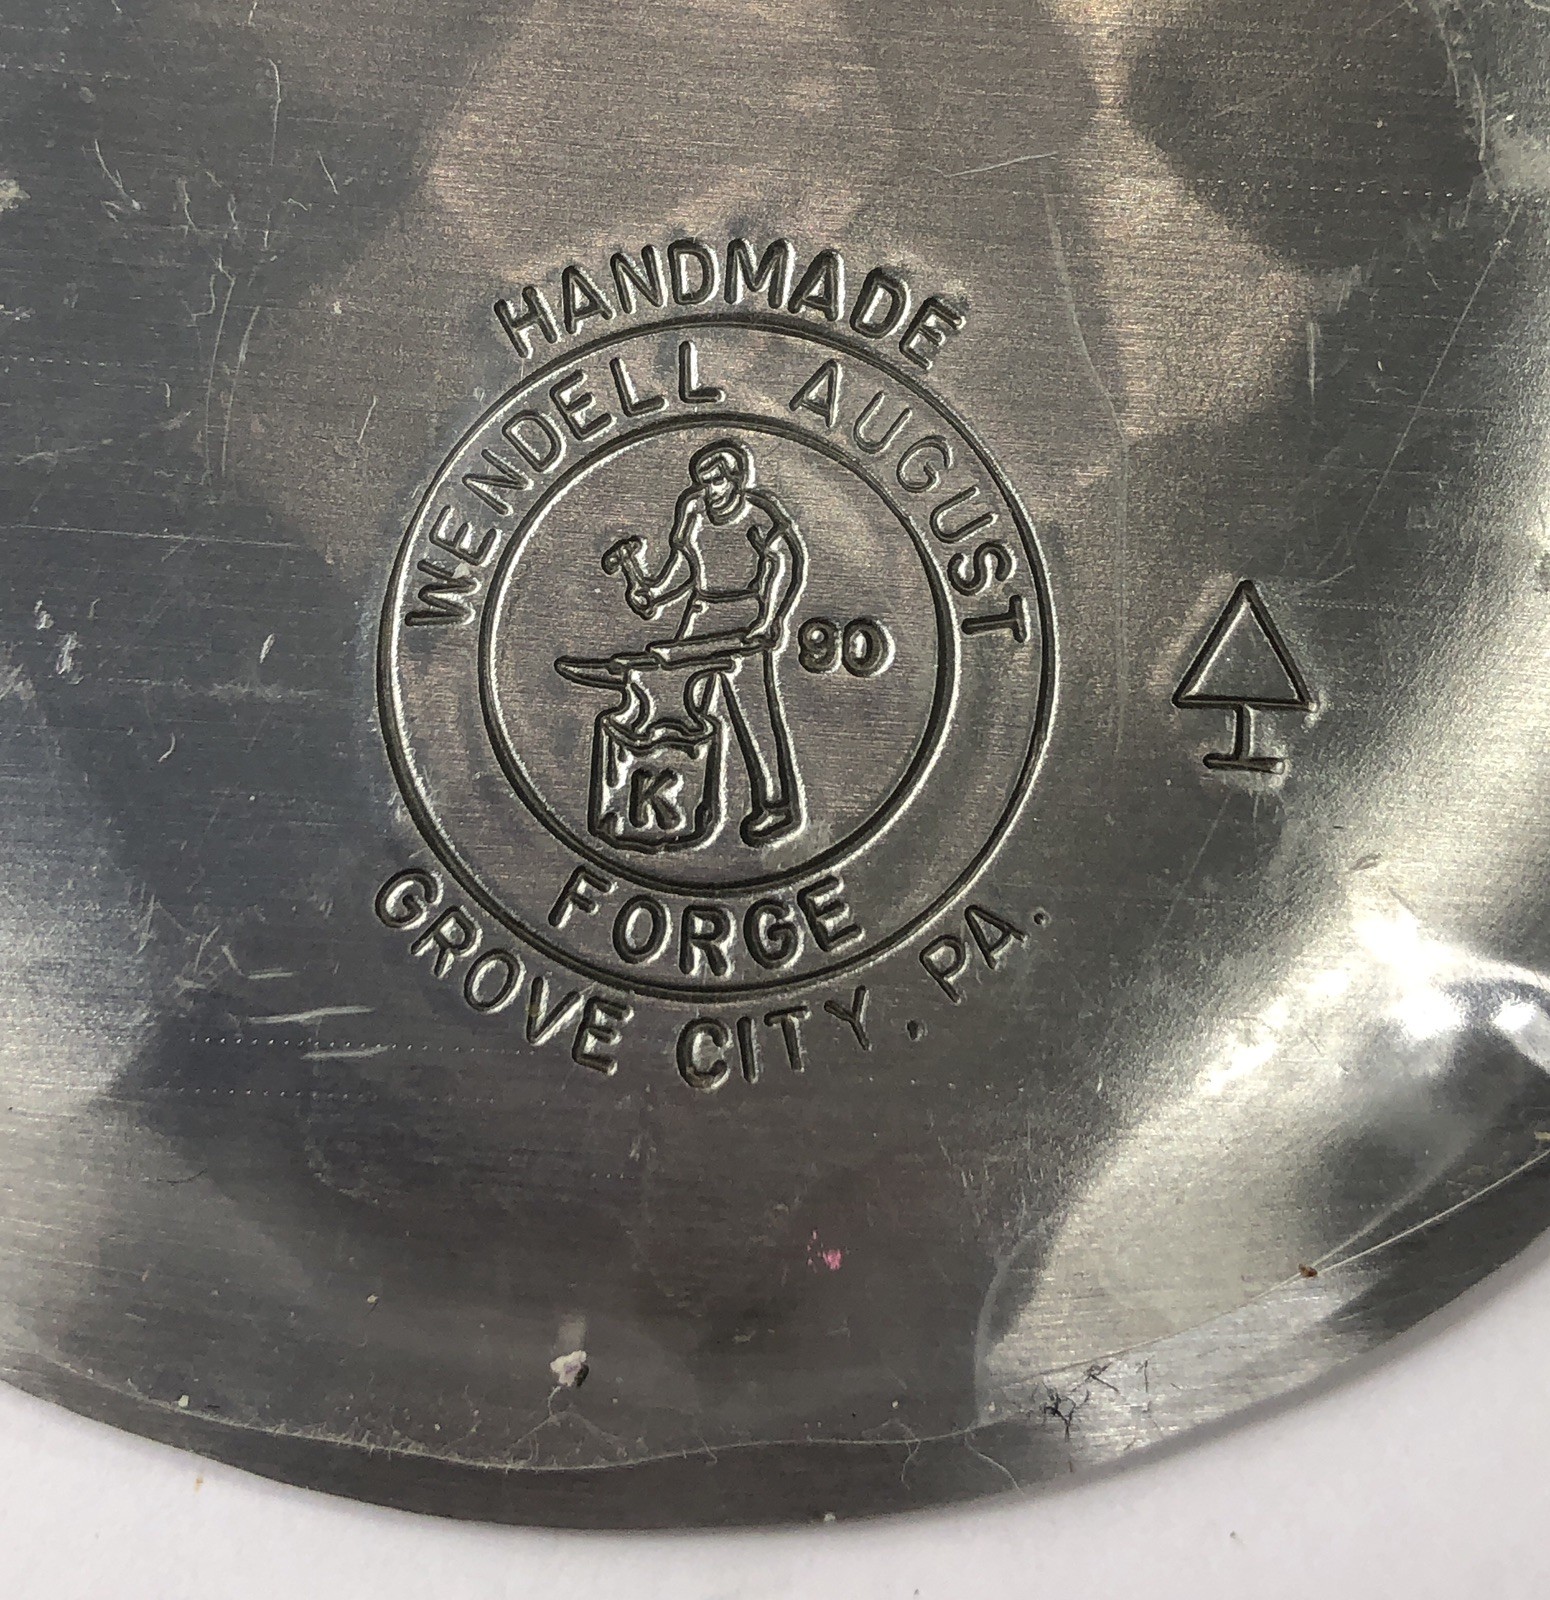 HANDMADE
WENDELL AUGUST
90
K
FORGE
GROVE CITY, PA.